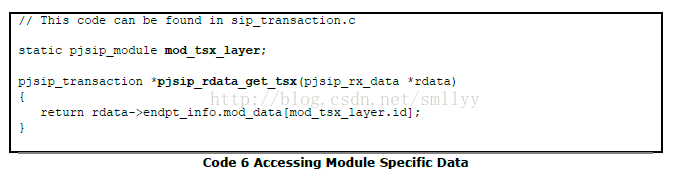 // This code can be found in sip_transaction.c
static pjsip_module mod_tsx_layer;
pjsip_transaction *pjsip_rdata_get_tsx(pjsip_rx_data *rdata)
{
http://blog.csdn.net/smllyy
return rdata->endpt_info.mod_data[mod_tsx_layer.id];
}
Code 6 Accessing Module Specific Data